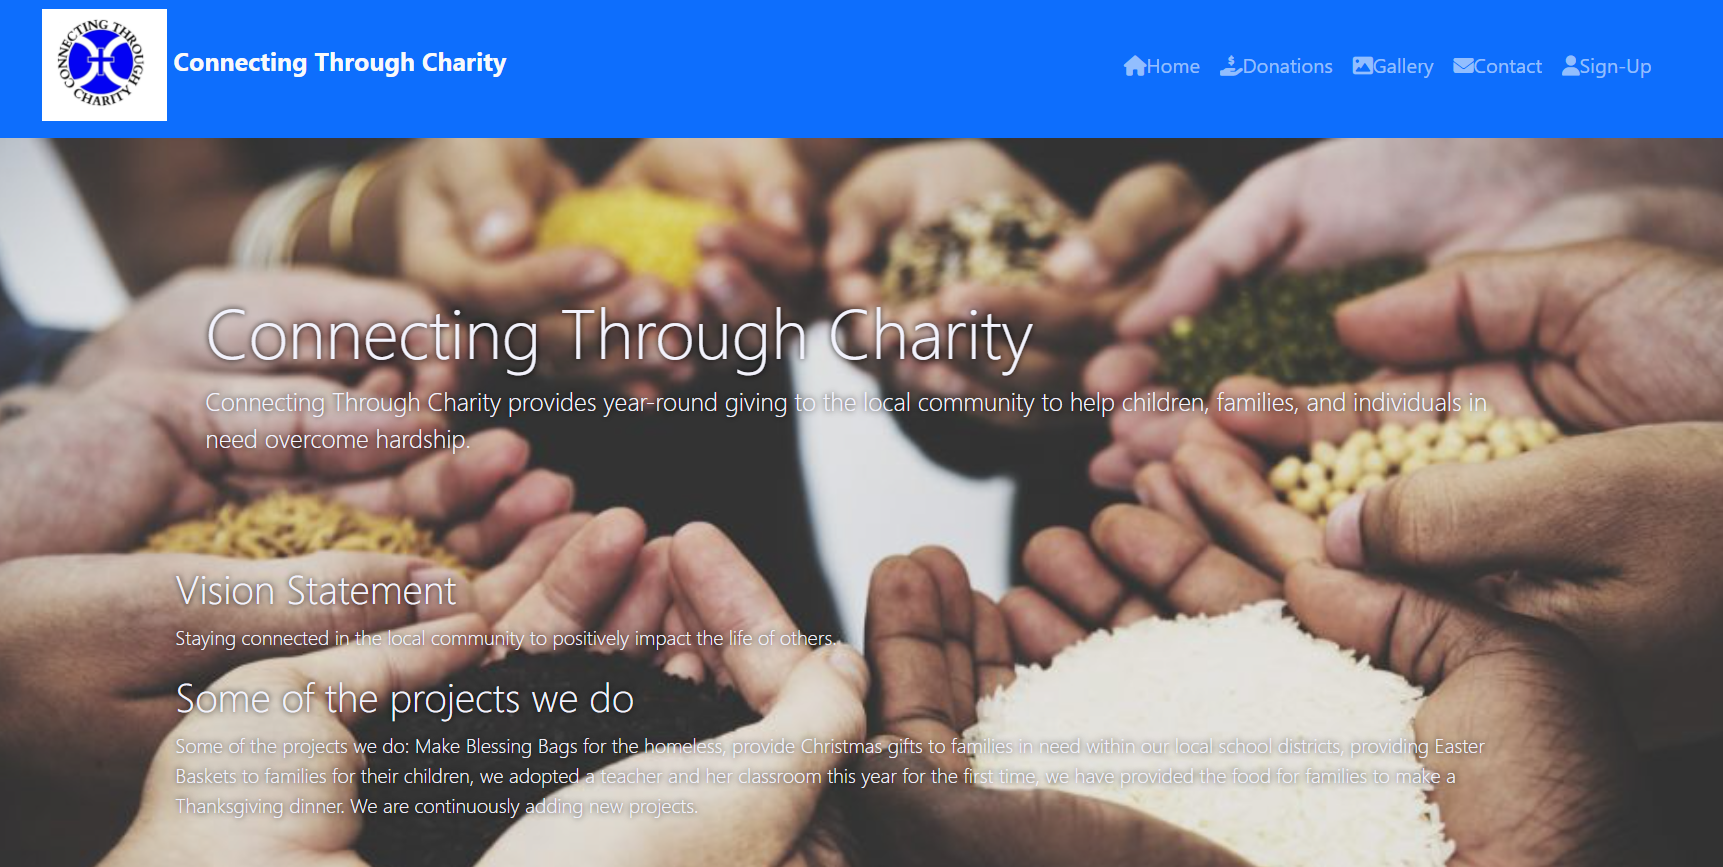 CONNECTING THROUGH CHARITY
Connecting Through Charity
Home Donations Gallery Contact Sign-Up
Connecting Through Charity
Connecting Through Charity provides year-round giving to the local community to help children, families, and individuals in
need overcome hardship.
Vision Statement
Staying connected in the local community to positively impact the life of others.
Some of the projects we do
Some of the projects we do: Make Blessing Bags for the homeless, provide Christmas gifts to families in need within our local school districts, providing Easter
Baskets to families for their children, we adopted a teacher and her classroom this year for the first time, we have provided the food for families to make a
Thanksgiving dinner. We are continuously adding new projects.